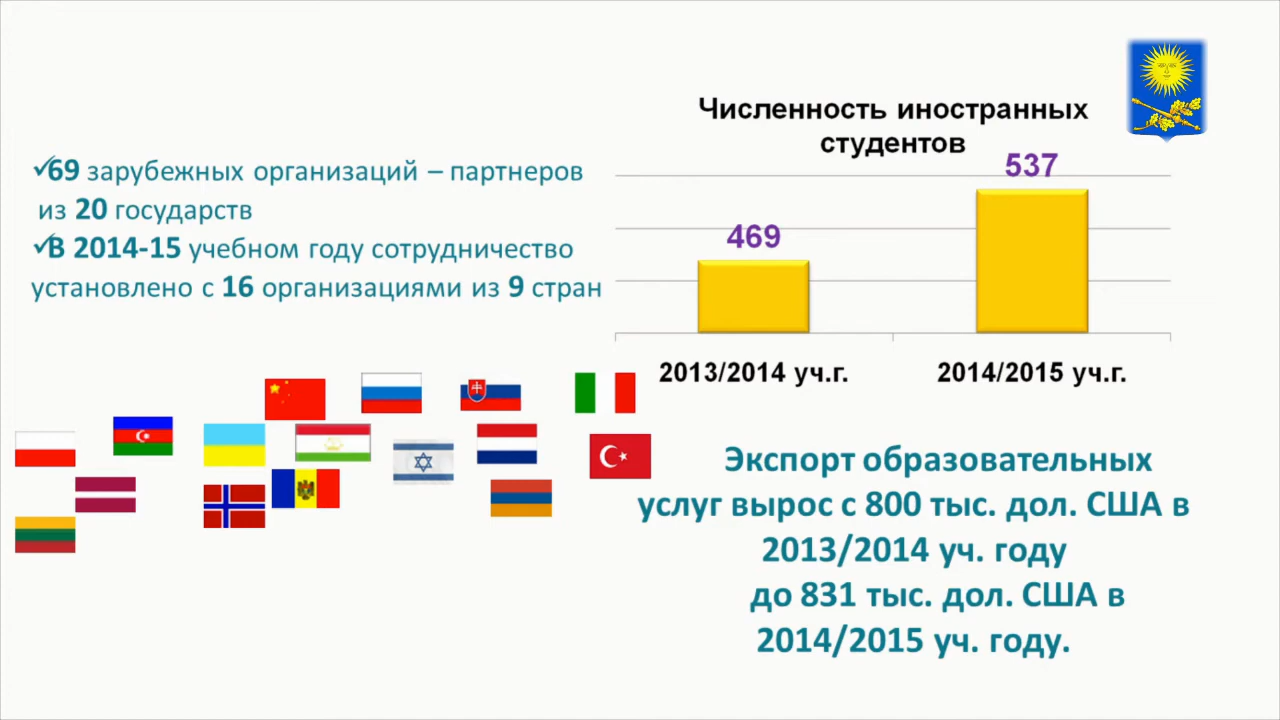 ✓69 зарубежных организаций – партнеров
из 20 государств
✓В 2014-15 учебном году сотрудничество
установлено с 16 организациями из 9 стран
Численность иностранных
студентов
469
537
2013/2014 уч.г.
2014/2015 уч.г.
Экспорт образовательных
услуг вырос с 800 тыс. дол. США в
2013/2014 уч. году
до 831 тыс. дол. США в
2014/2015 уч. году.